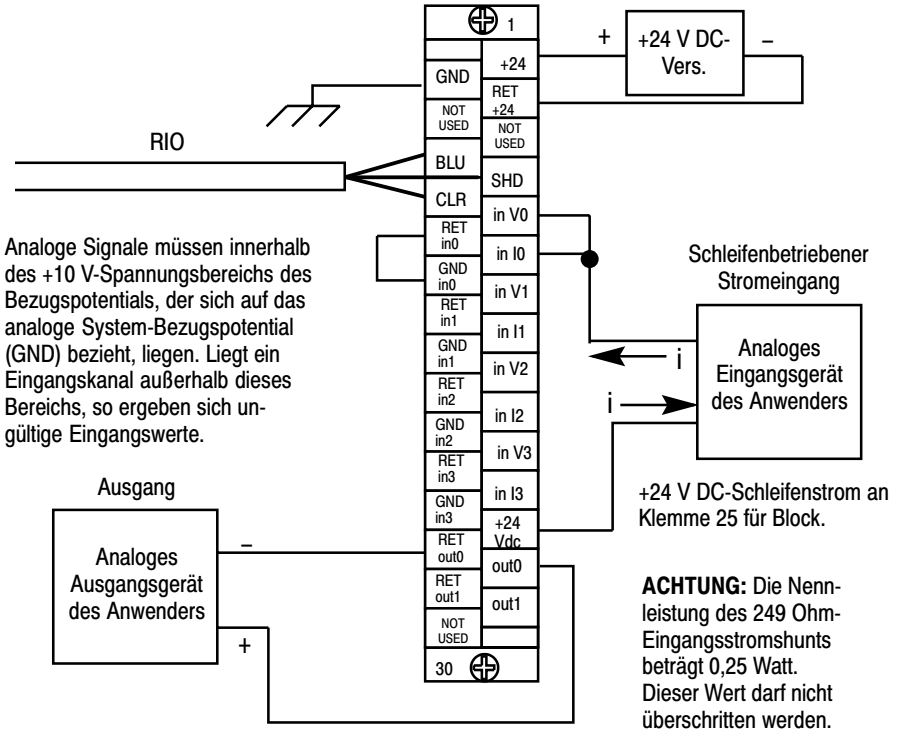 1
+
+24 V DC-
Vers.
–
+24
GND
RET
+24
NOT
USED
NOT
USED
RIO
BLU
SHD
CLR
in V0
RET
in0
in I0
GND
in0
in V1
RET
in1
in I1
GND
in1
in V2
RET
in2
in I2
GND
in2
in V3
RET
in3
in I3
GND
in3
+24
Vdc
RET
out0
out0
RET
out1
out1
NOT
USED
30
Analoge Signale müssen innerhalb
des +10 V-Spannungsbereichs des
Bezugspotentials, der sich auf das
analoge System-Bezugspotential
(GND) bezieht, liegen. Liegt ein
Eingangskanal außerhalb dieses
Bereichs, so ergeben sich un-
gültige Eingangswerte.
Schleifenbetriebener
Stromeingang
Analoges
Eingangsgerät
des Anwenders
i
i
+24 V DC-Schleifenstrom an
Klemme 25 für Block.
Ausgang
Analoges
Ausgangsgerät
des Anwenders
–
+
ACHTUNG: Die Nenn-
leistung des 249 Ohm-
Eingangsstromshunts
beträgt 0,25 Watt.
Dieser Wert darf nicht
überschritten werden.